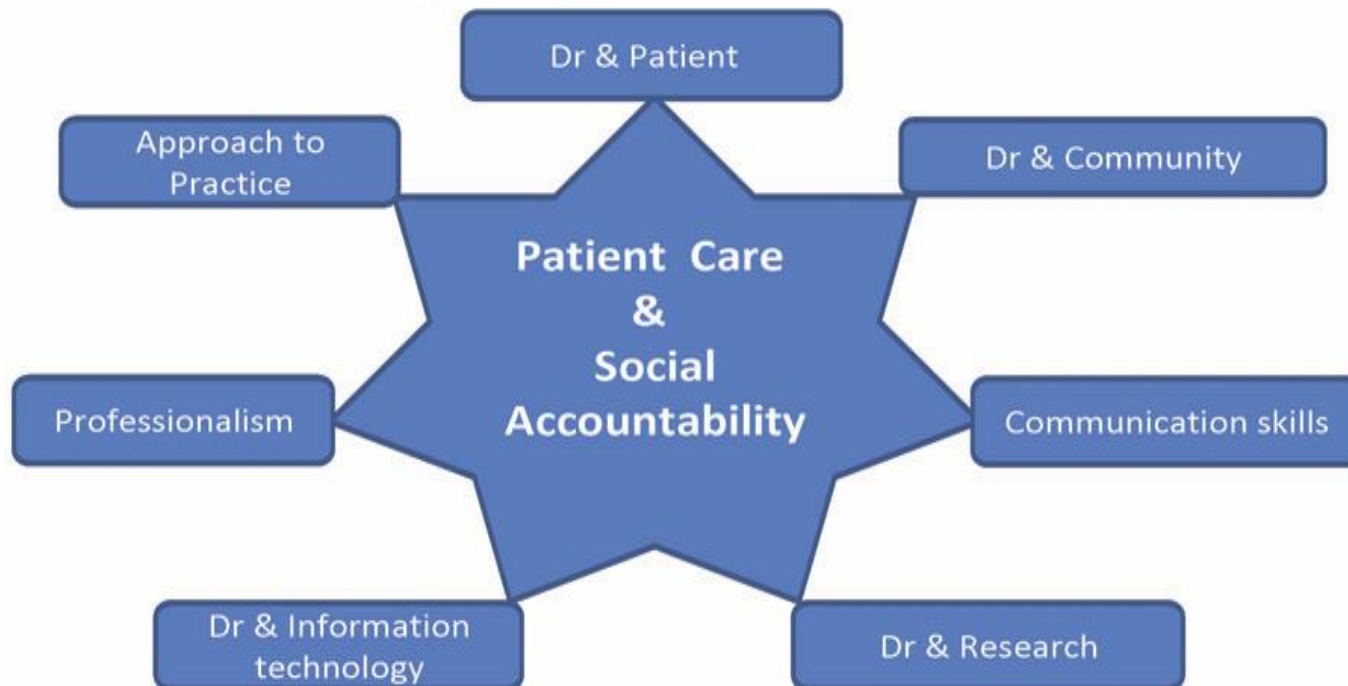 Dr & Patient
Approach to
Practice
Dr & Community
Patient Care
&
Social
Accountability
Professionalism
Communication skills
Dr & Information
technology
Dr & Research